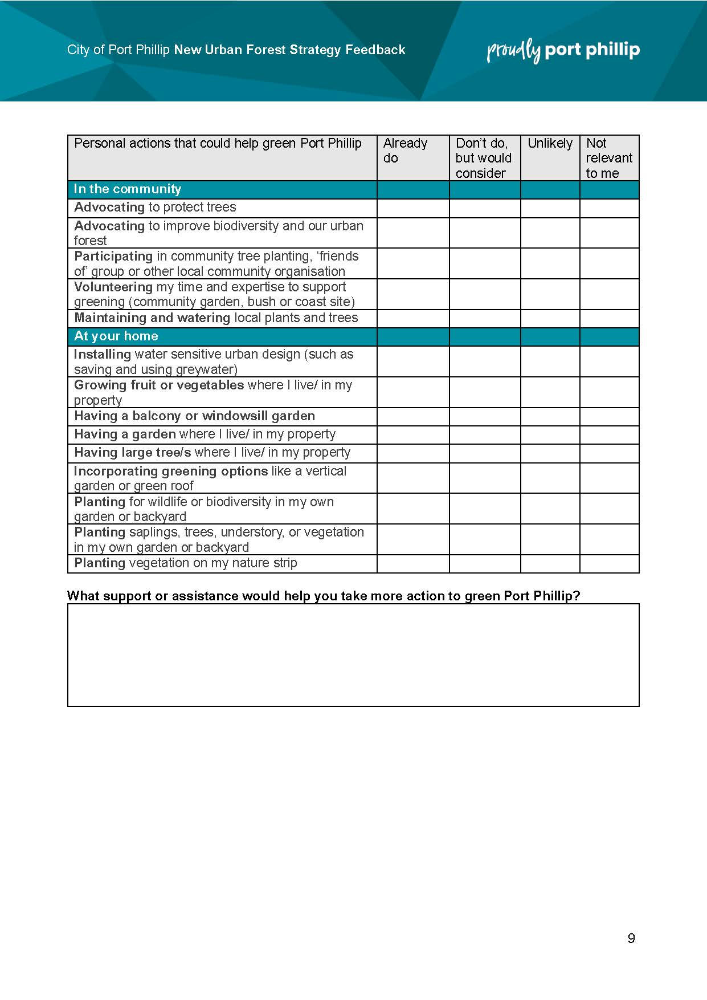 City of Port Phillip New Urban Forest Strategy Feedback
proudly port phillip
Personal actions that could help green Port Phillip
Already
do
Don’t do,
but would
consider
Unlikely
Not
relevant
to me
In the community
Advocating to protect trees
Advocating to improve biodiversity and our urban
forest
Participating in community tree planting, ‘friends
of’ group or other local community organisation
Volunteering my time and expertise to support
greening (community garden, bush or coast site)
Maintaining and watering local plants and trees
At your home
Installing water sensitive urban design (such as
saving and using greywater)
Growing fruit or vegetables where I live/ in my
property
Having a balcony or windowsill garden
Having a garden where I live/ in my property
Having large tree/s where I live/ in my property
Incorporating greening options like a vertical
garden or green roof
Planting for wildlife or biodiversity in my own
garden or backyard
Planting saplings, trees, understory, or vegetation
in my own garden or backyard
Planting vegetation on my nature strip
What support or assistance would help you take more action to green Port Phillip?
9